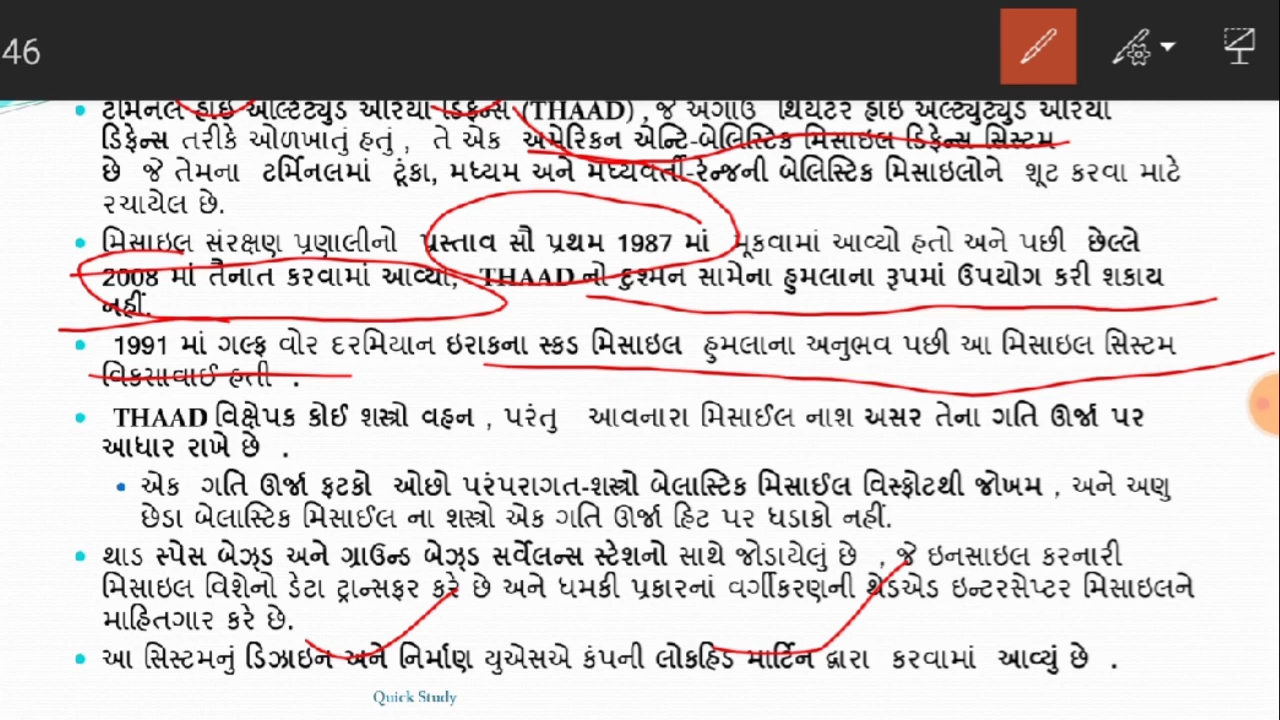 46
ટર્મિનલ હાઇ ઓલ્ટિટ્યુડ એરિયા ડિફેન્સ (THAAD) , જે અગાઉ થિયેટર હાઇ અલ્ટ્યુટ્યુડ એરિયા
ડિફેન્સ તરીકે ઓળખાતું હતું , તે એક અમેરિકન એન્ટિ-બેલિસ્ટિક મિસાઇલ ડિફેન્સ સિસ્ટમ
છે જે તેમના ટર્મિનલમાં ટૂંકા, મધ્યમ અને મધ્યવર્તી-રેન્જની બેલિસ્ટિક મિસાઇલોને શૂટ કરવા માટે
રચાયેલ છે.
મિસાઇલ સંરક્ષણ પ્રણાલીનો પ્રસ્તાવ સૌ પ્રથમ 1987 માં મૂકવામાં આવ્યો હતો અને પછી છેલ્લે
2008 માં તૈનાત કરવામાં આવ્યો, THAAD નો દુશ્મન સામેના હુમલાના રૂપમાં ઉપયોગ કરી શકાય
નહીં.
1991 માં ગલ્ફ વોર દરમિયાન ઇરાકના સ્કડ મિસાઇલ હુમલાના અનુભવ પછી આ મિસાઇલ સિસ્ટમ
વિકસાવાઈ હતી .
THAAD વિક્ષેપક કોઈ શસ્ત્રો વહન , પરંતુ આવનારા મિસાઈલ નાશ અસર તેના ગતિ ઊર્જા પર
આધાર રાખે છે .
એક ગતિ ઊર્જા ફટકો ઓછો પરંપરાગત-શસ્ત્રો બેલાસ્ટિક મિસાઈલ વિસ્ફોટથી જોખમ , અને અણુ
છેડા બેલાસ્ટિક મિસાઈલ ના શસ્ત્રો એક ગતિ ઊર્જા હિટ પર ધડાકો નહીં.
થાડ સ્પેસ બેઝ્ડ અને ગ્રાઉન્ડ બેઝ્ડ સર્વેલન્સ સ્ટેશનો સાથે જોડાયેલું છે , જે ઇનસાઇલ કરનારી
મિસાઇલ વિશેનો ડેટા ટ્રાન્સફર કરે છે અને ધમકી પ્રકારનાં વર્ગીકરણની થેડએડ ઇન્ટરસેપ્ટર મિસાઇલને
માહિતગાર કરે છે.
આ સિસ્ટમનું ડિઝાઇન અને નિર્માણ યુએસએ કંપની લોકહિડ માર્ટિન દ્વારા કરવામાં આવ્યું છે .
Quick Study